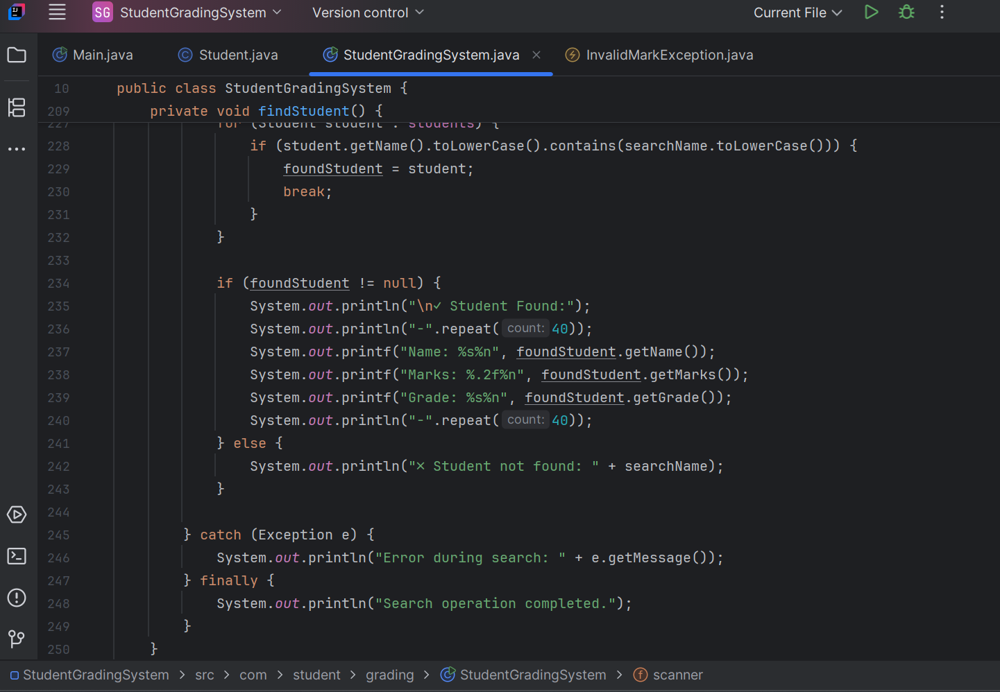 SG StudentGradingSystem Version control Current File
Main.java Student.java StudentGradingSystem.java InvalidMarkException.java
10 public class StudentGradingSystem {
209 private void findStudent() {
227 for (Student student : students) {
228 if (student.getName().toLowerCase().contains(searchName.toLowerCase())) {
229 foundStudent = student;
230 break;
231 }
232 }
233
234 if (foundStudent != null) {
235 System.out.println("\n✓ Student Found:");
236 System.out.println("-".repeat( count: 40));
237 System.out.printf("Name: %s%n", foundStudent.getName());
238 System.out.printf("Marks: %.2f%n", foundStudent.getMarks());
239 System.out.printf("Grade: %s%n", foundStudent.getGrade());
240 System.out.println("-".repeat( count: 40));
241 } else {
242 System.out.println("✕ Student not found: " + searchName);
243 }
244
245 } catch (Exception e) {
246 System.out.println("Error during search: " + e.getMessage());
247 } finally {
248 System.out.println("Search operation completed.");
249 }
250 }
StudentGradingSystem > src > com > student > grading > StudentGradingSystem > scanner